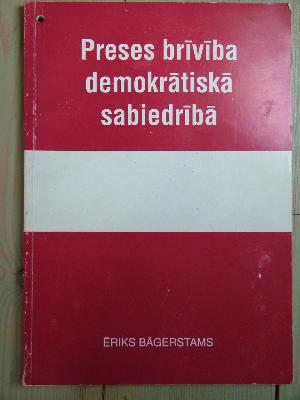 Preses brīvība
demokrātiskā
sabiedrībā
ĒRIKS BĀGERSTAMS